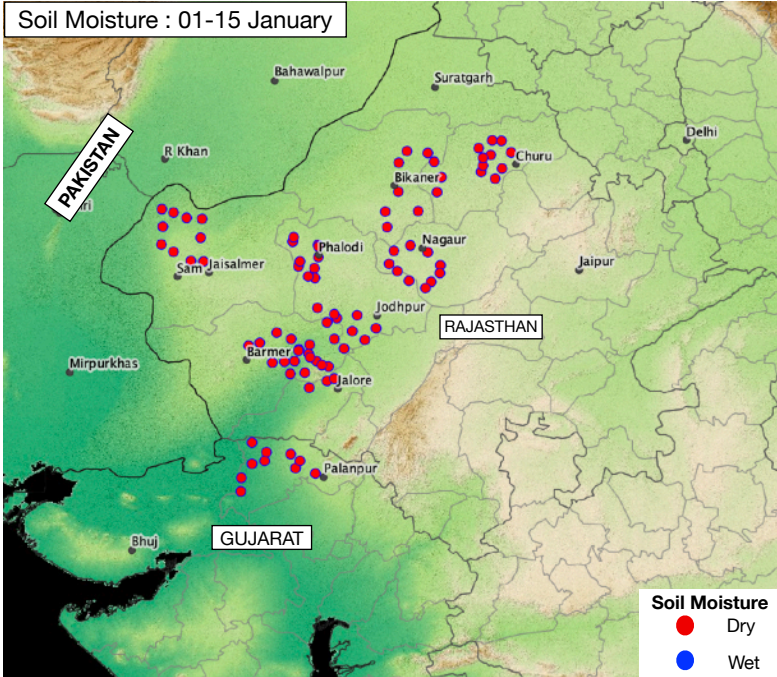 Soil Moisture : 01-15 January
Bahawalpur
Suratgarh
Delhi
PAKISTAN
R Khan
Churu
Bikaner
ri
Nagaur
Phalodi
Jaipur
Sam
Jaisalmer
Jodhpur
RAJASTHAN
Barmer
Mirpurkhas
Jalore
Palanpur
GUJARAT
Bhuj
Soil Moisture
Dry
Wet